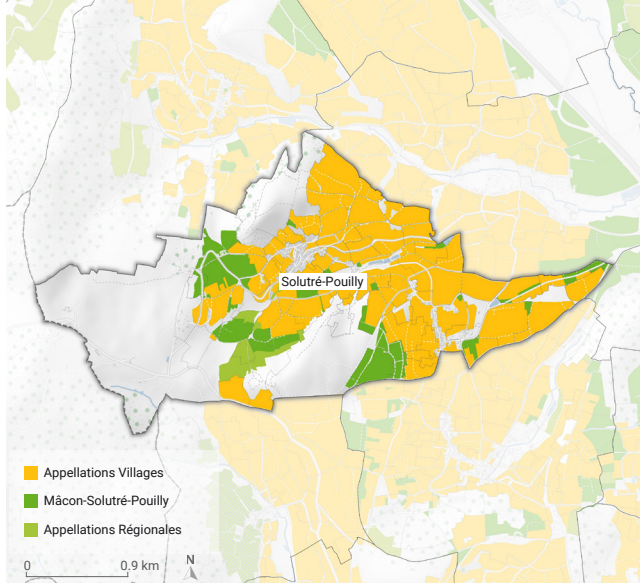 Solutré-Pouilly
Appellations Villages
Mâcon-Solutré-Pouilly
Appellations Régionales
0 0.9 km
N